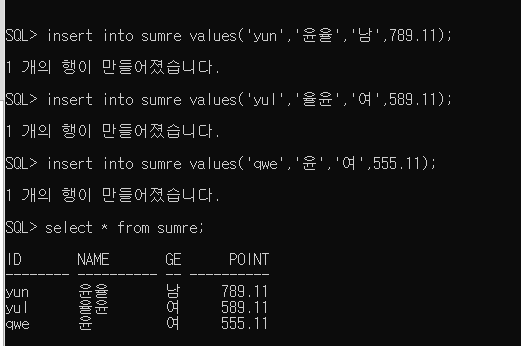 SQL> insert into sumre values('yun','윤율','남',789.11);
1 개의 행이 만들어졌습니다.
SQL> insert into sumre values('yul','율윤','여',589.11);
1 개의 행이 만들어졌습니다.
SQL> insert into sumre values('qwe','윤','여',555.11);
1 개의 행이 만들어졌습니다.
SQL> select * from sumre;
ID       NAME       GE      POINT
-------- ---------- -- ----------
yun      윤율       남     789.11
yul      율윤       여     589.11
qwe      윤         여     555.11